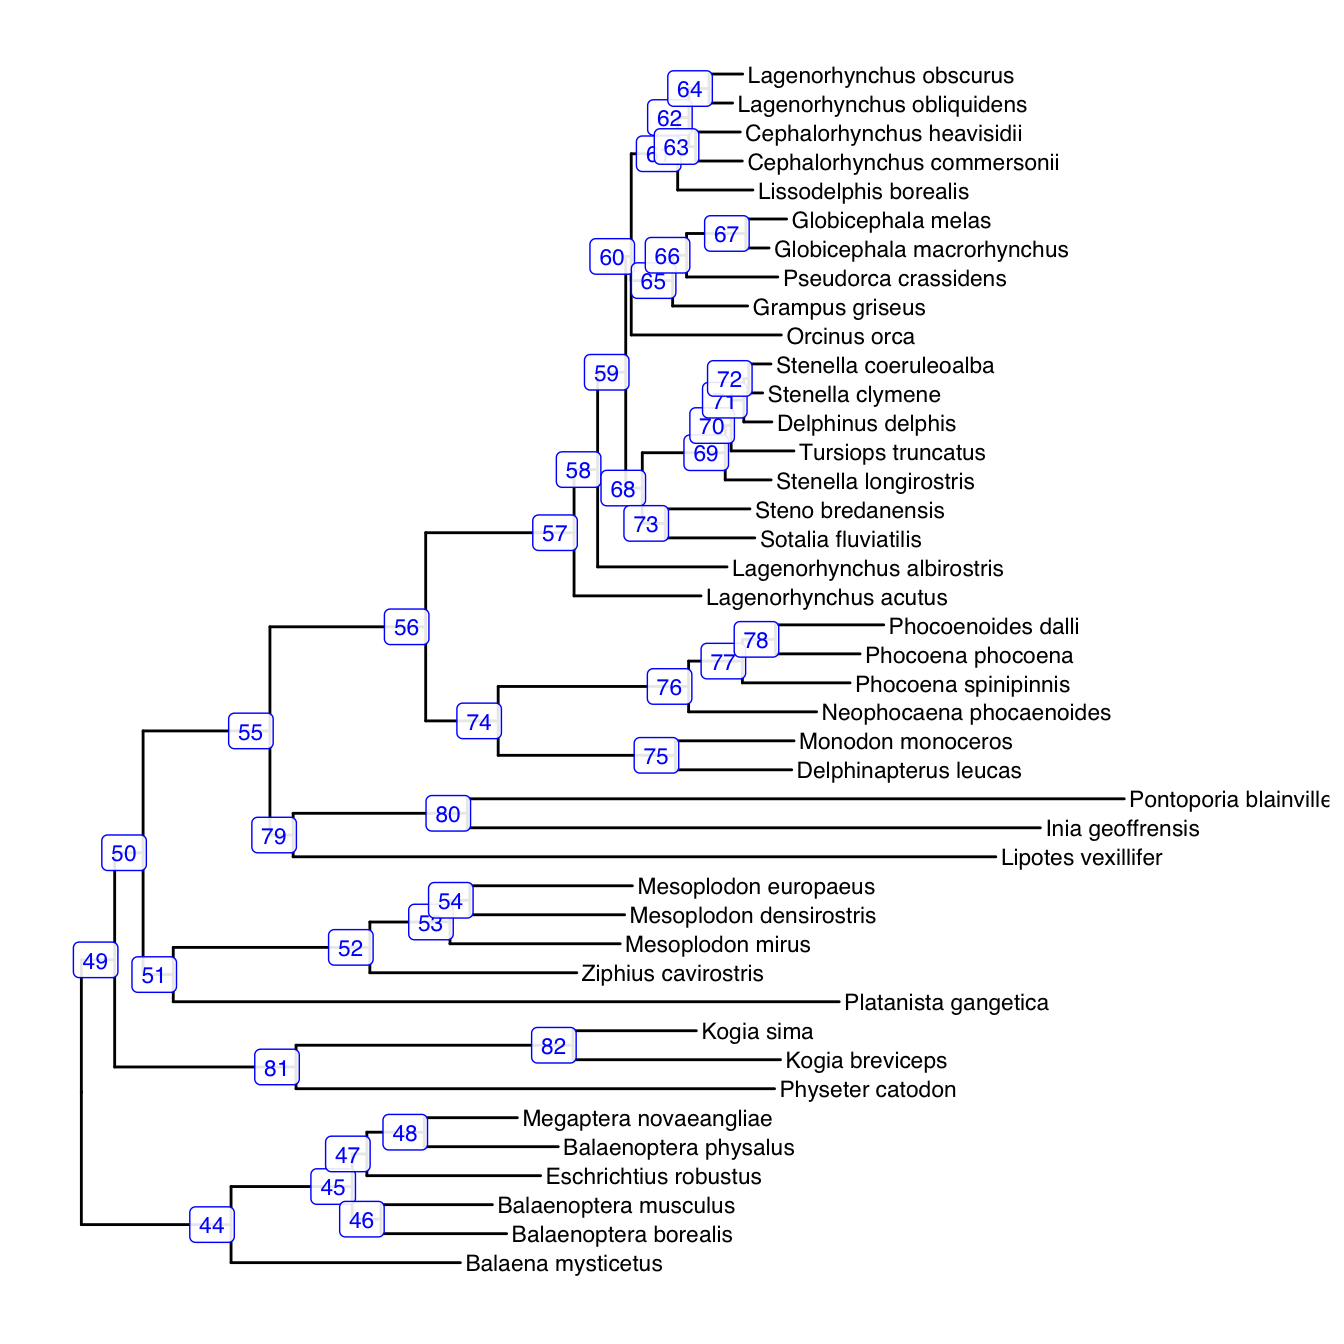 Lagenorhynchus obscurus
64
Lagenorhynchus obliquidens
62
Cephalorhynchus heavisidii
63
Cephalorhynchus commersonii
Lissodelphis borealis
Globicephala melas
67
Globicephala macrorhynchus
60
66
Pseudorca crassidens
65
Grampus griseus
Orcinus orca
Stenella coeruleoalba
59
72
Stenella clymene
71
Delphinus delphis
70
Tursiops truncatus
69
58
Stenella longirostris
68
Steno bredanensis
73
57
Sotalia fluviatilis
Lagenorhynchus albirostris
Lagenorhynchus acutus
56
Phocoenoides dalli
78
Phocoena phocoena
77
Phocoena spinipinnis
76
Neophocaena phocaenoides
74
55
Monodon monoceros
75
Delphinapterus leucas
Pontoporia blainville
80
Inia geoffrensis
79
50
Lipotes vexillifer
Mesoplodon europaeus
54
Mesoplodon densirostris
53
Mesoplodon mirus
52
49
Ziphius cavirostris
51
Platanista gangetica
Kogia sima
82
Kogia breviceps
81
Physeter catodon
Megaptera novaeangliae
48
Balaenoptera physalus
47
Eschrichtius robustus
45
Balaenoptera musculus
46
44
Balaenoptera borealis
Balaena mysticetus